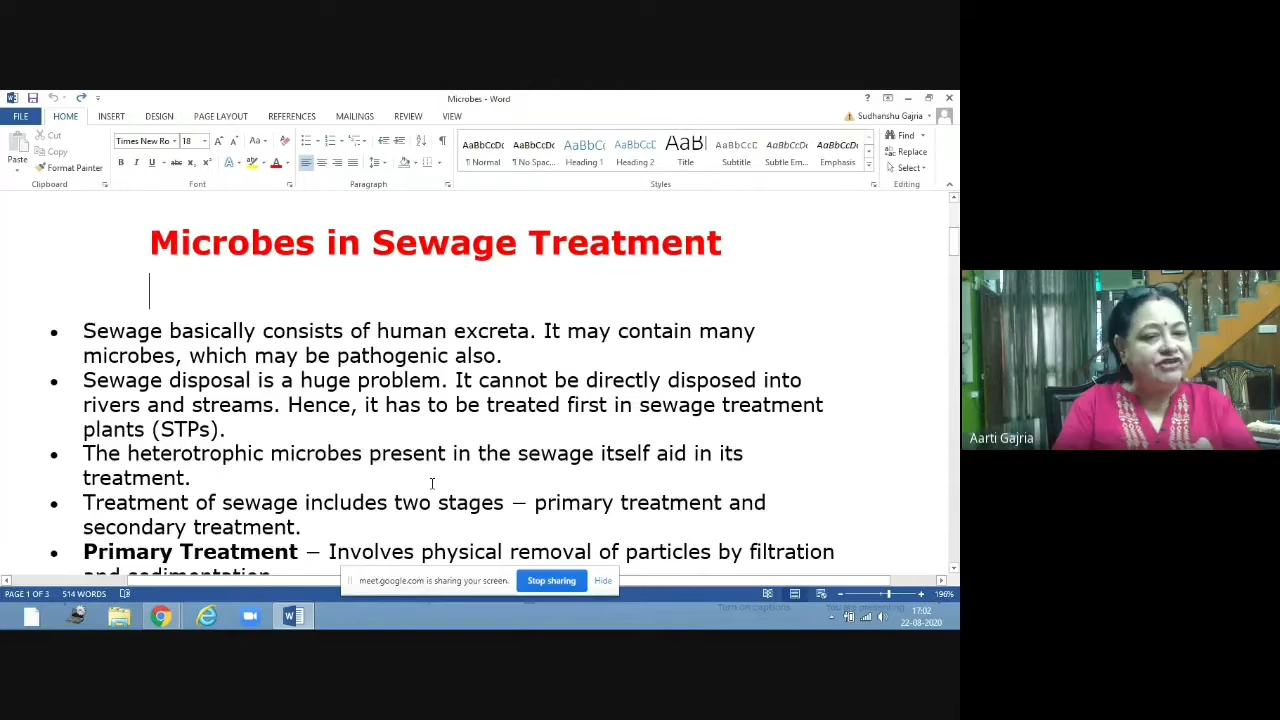 Microbes - Word
FILE HOME INSERT DESIGN PAGE LAYOUT REFERENCES MAILINGS REVIEW VIEW
Sudhanshu Gajria
Paste
Cut
Copy
Format Painter
Clipboard
Times New Ro 18
Font
Paragraph
AaBbCcDc AaBbCcDc AaBbCc AaBbCcC AaBl AaBbCcD AaBbCcDc AaBbCcDc
¶ Normal ¶ No Spac... Heading 1 Heading 2 Title Subtitle Subtle Em... Emphasis
Styles
Find
Replace
Select
Editing
Microbes in Sewage Treatment
• Sewage basically consists of human excreta. It may contain many
microbes, which may be pathogenic also.
• Sewage disposal is a huge problem. It cannot be directly disposed into
rivers and streams. Hence, it has to be treated first in sewage treatment
plants (STPs).
• The heterotrophic microbes present in the sewage itself aid in its
treatment.
• Treatment of sewage includes two stages − primary treatment and
secondary treatment.
• Primary Treatment − Involves physical removal of particles by filtration
and sedimentation
meet.google.com is sharing your screen. Stop sharing Hide
PAGE 1 OF 3 514 WORDS 196%
Turn on captions You are presenting
17:02
22-08-2020
Aarti Gajria